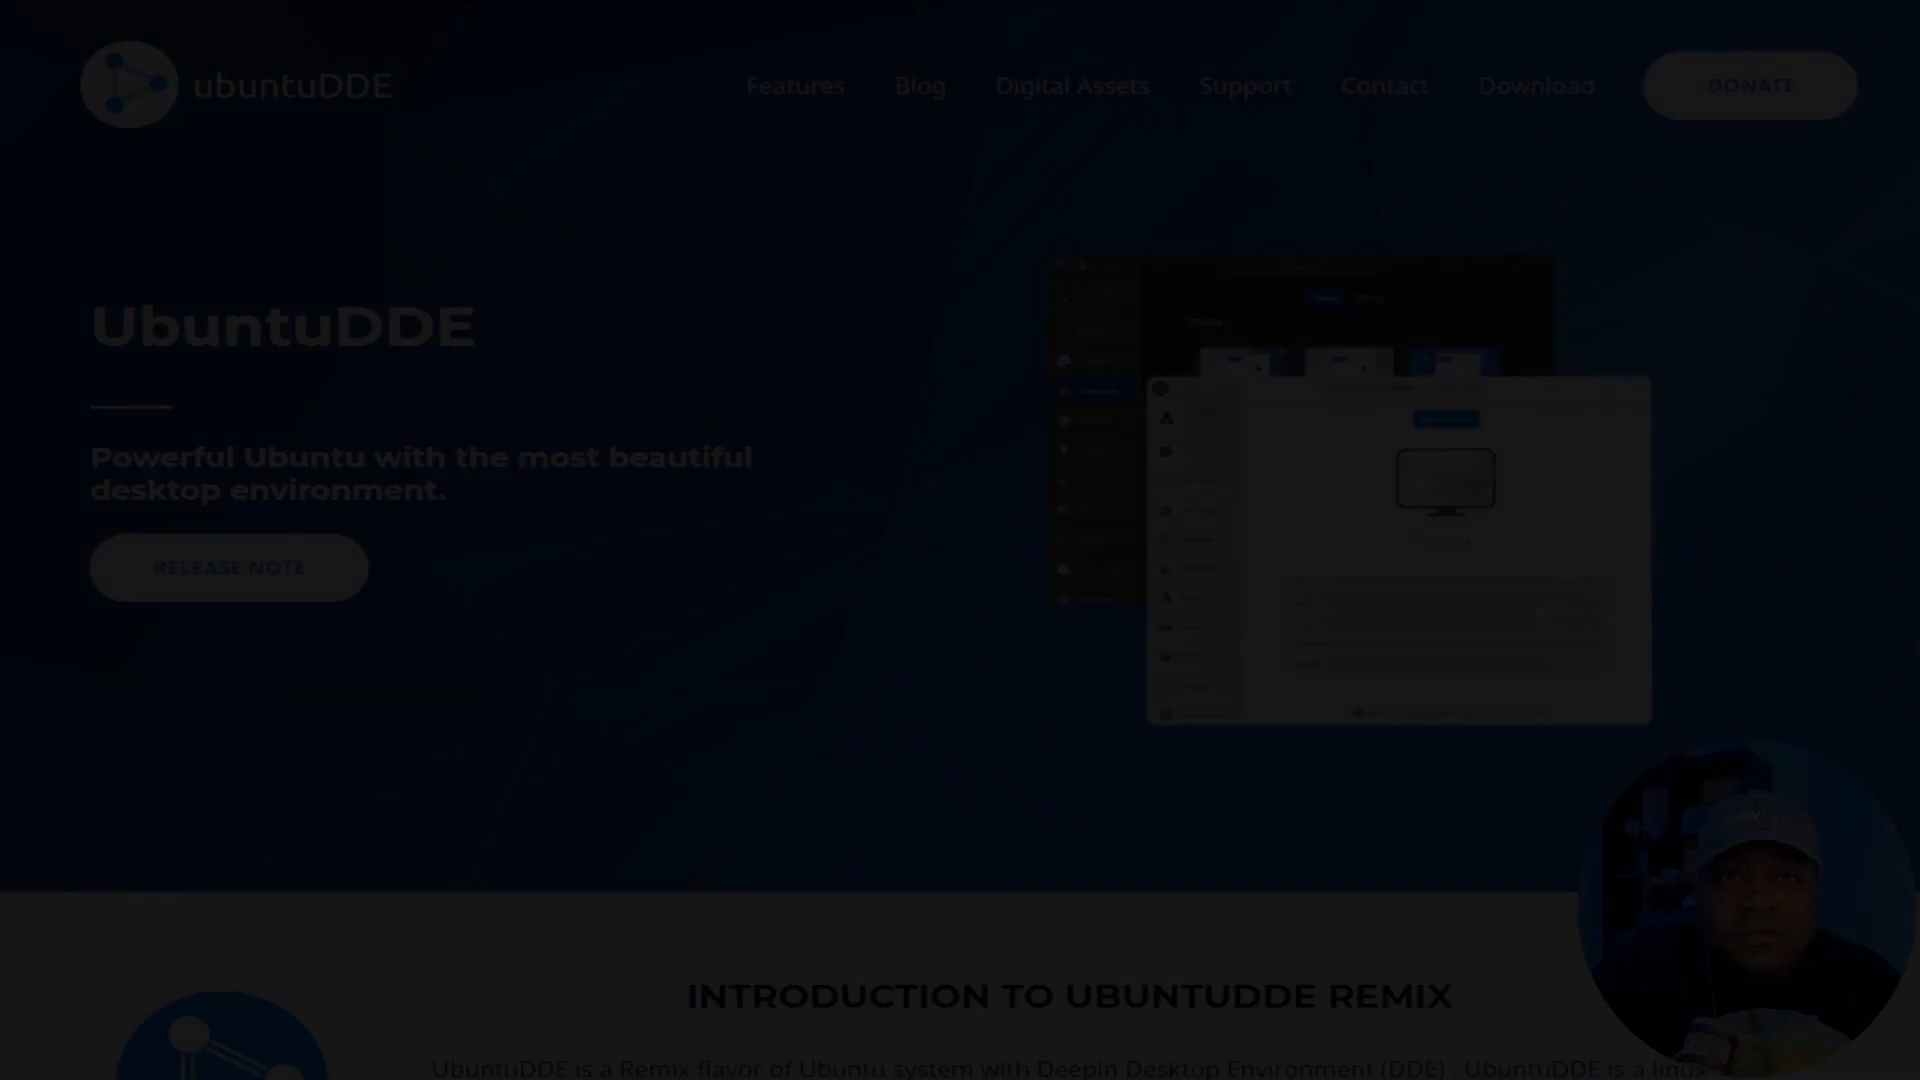 ubuntuDDE
Features Blog Digital Assets Support Contact Download DONATE
UbuntuDDE
Powerful Ubuntu with the most beautiful
desktop environment.
RELEASE NOTE
INTRODUCTION TO UBUNTUDDE REMIX
UbuntuDDE is a Remix flavor of Ubuntu system with Deepin Desktop Environment (DDE) . UbuntuDDE is a linux